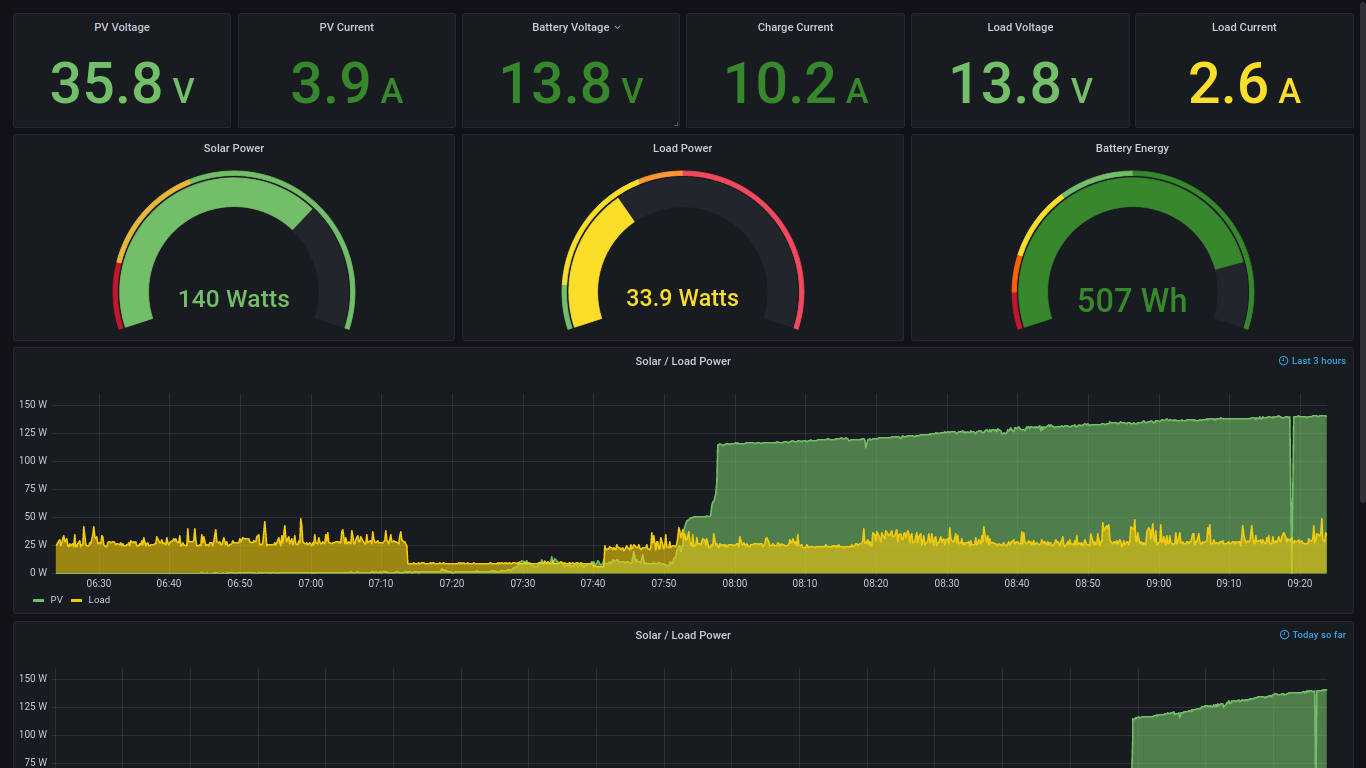 PV Voltage
35.8 V
PV Current
3.9 A
Battery Voltage
13.8 V
Charge Current
10.2 A
Load Voltage
13.8 V
Load Current
2.6 A
Solar Power
140 Watts
Load Power
33.9 Watts
Battery Energy
507 Wh
Solar / Load Power
Last 3 hours
150 W
125 W
100 W
75 W
50 W
25 W
0 W
06:30 06:40 06:50 07:00 07:10 07:20 07:30 07:40 07:50 08:00 08:10 08:20 08:30 08:40 08:50 09:00 09:10 09:20
PV Load
Solar / Load Power
Today so far
150 W
125 W
100 W
75 W